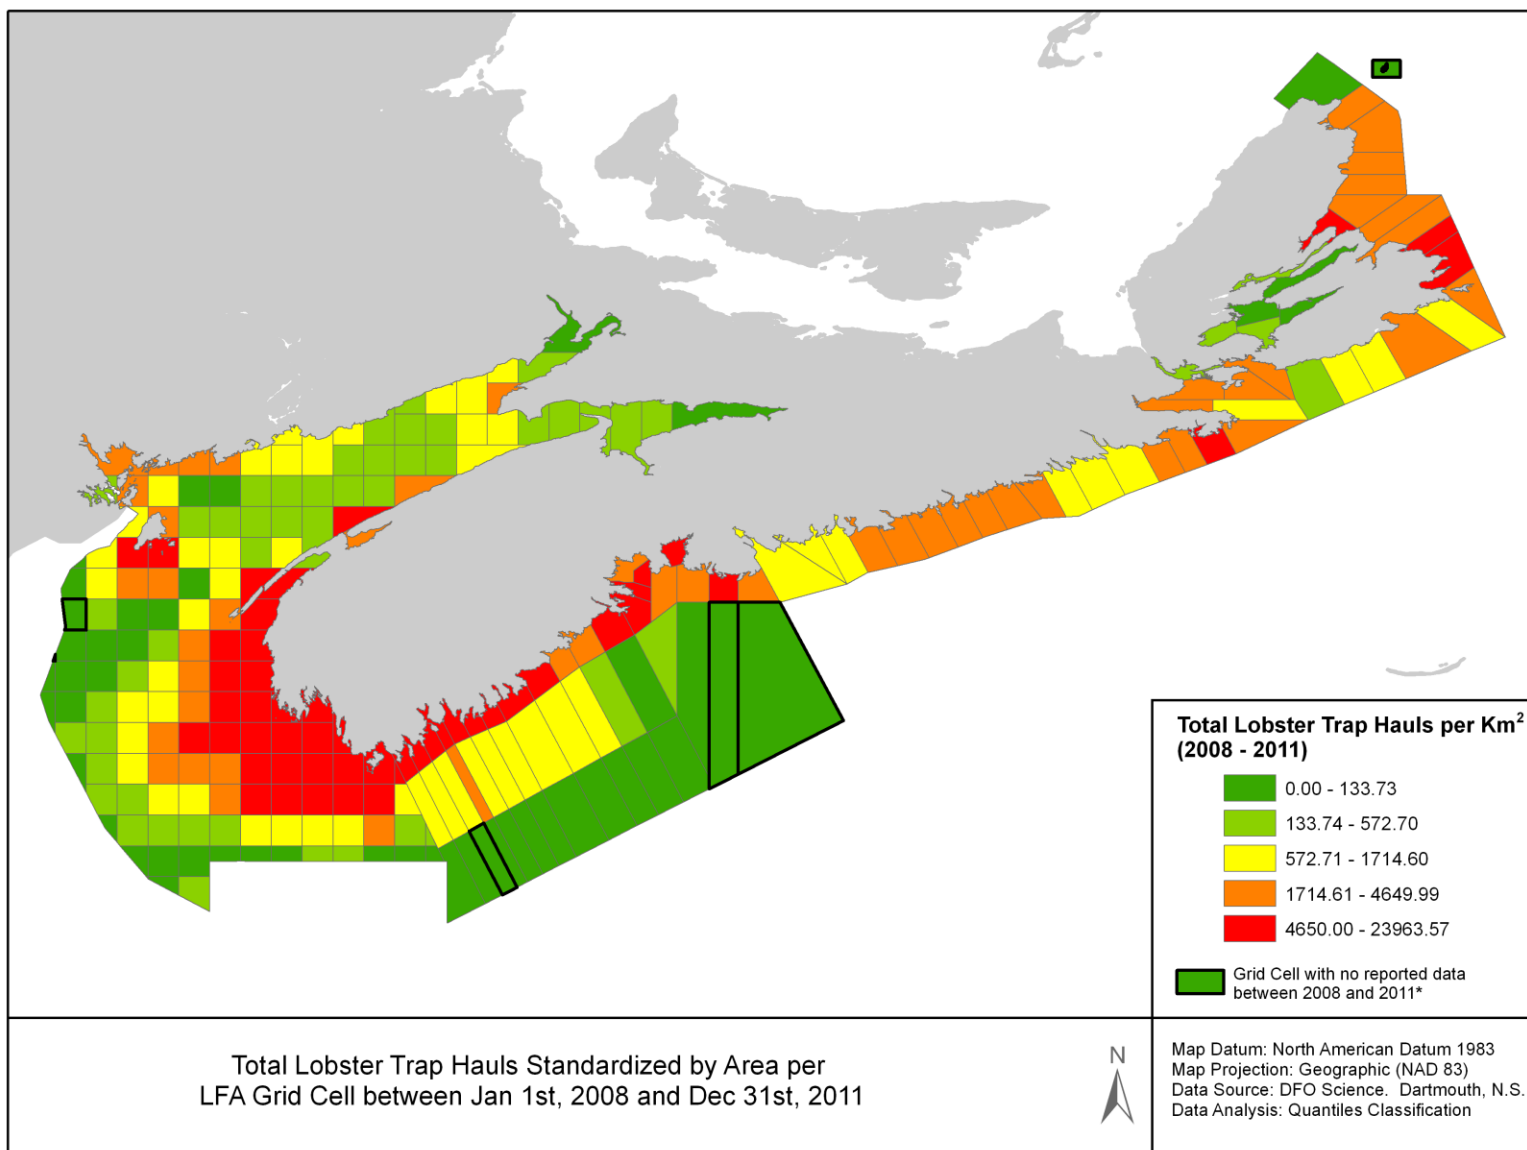 Total Lobster Trap Hauls per Km²
(2008 - 2011)
0.00 - 133.73
133.74 - 572.70
572.71 - 1714.60
1714.61 - 4649.99
4650.00 - 23963.57
Grid Cell with no reported data
between 2008 and 2011*
Total Lobster Trap Hauls Standardized by Area per
LFA Grid Cell between Jan 1st, 2008 and Dec 31st, 2011
N
Map Datum: North American Datum 1983
Map Projection: Geographic (NAD 83)
Data Source: DFO Science.  Dartmouth, N.S.
Data Analysis: Quantiles Classification